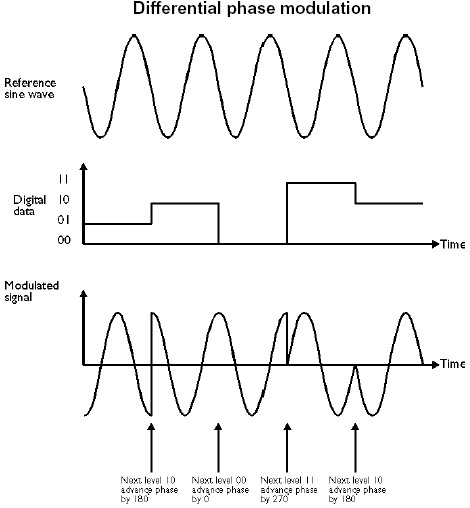 Differential phase modulation
Reference
sine wave
11
10
01
00
Digital
data
Time
Modulated
signal
Time
Next level 10
advance phase
by 180
Next level 00
advance phase
by 0
Next level 11
advance phase
by 270
Next level 10
advance phase
by 180